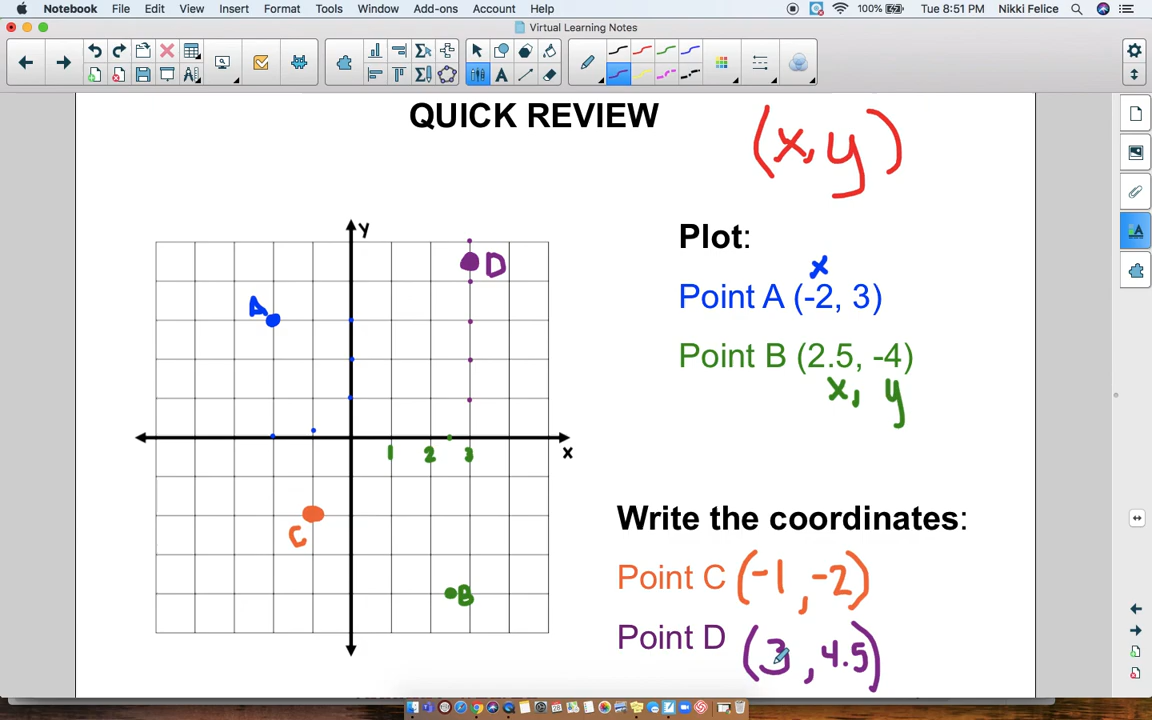 Notebook File Edit View Insert Format Tools Window Add-ons Account Help 100% Tue 8:51 PM Nikki Felice
Virtual Learning Notes
QUICK REVIEW
(x, y)
Plot:
x
Point A (-2, 3)
Point B (2.5, -4)
x, y
y
D
A
x
1 2 3
C
B
Write the coordinates:
Point C (-1, -2)
Point D (3, 4.5)